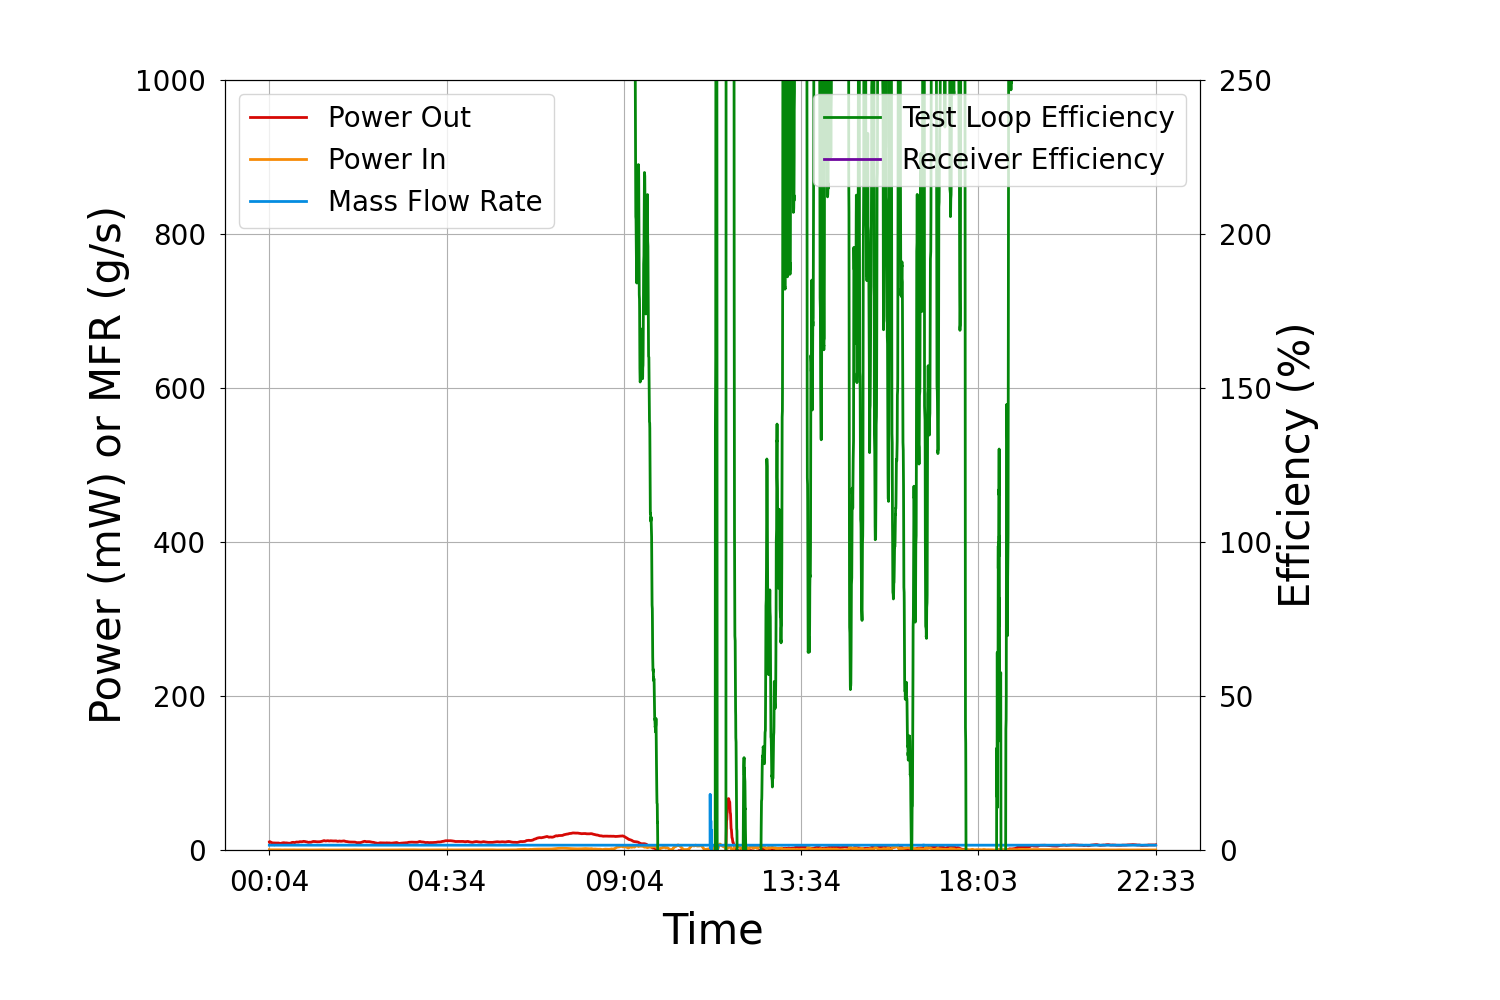 Power Out
Power In
Mass Flow Rate
Test Loop Efficiency
Receiver Efficiency
1000
800
600
400
200
0
Power (mW) or MFR (g/s)
250
200
150
100
50
0
Efficiency (%)
00:04 04:34 09:04 13:34 18:03 22:33
Time